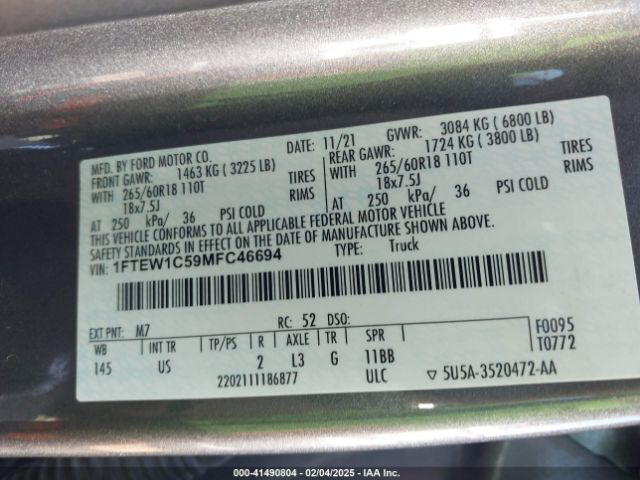 MFD. BY FORD MOTOR CO. DATE: 11/21 GVWR: 3084 KG ( 6800 LB)
FRONT GAWR: 1463 KG ( 3225 LB) REAR GAWR: 1724 KG ( 3800 LB)
WITH 265/60R18 110T TIRES WITH 265/60R18 110T TIRES
18x7.5J RIMS 18x7.5J RIMS
AT 250 kPa/ 36 PSI COLD AT 250 kPa/ 36 PSI COLD
THIS VEHICLE CONFORMS TO ALL APPLICABLE FEDERAL MOTOR VEHICLE
SAFETY STANDARDS IN EFFECT ON THE DATE OF MANUFACTURE SHOWN ABOVE.
VIN: 1FTEW1C59MFC46694 TYPE: Truck
EXT PNT: M7 RC: 52 DSO: F0095
WB INT TR TP/PS R AXLE TR SPR T0772
145 US 2 L3 G 11BB
2202111186877 ULC ▽ 5U5A-3520472-AA
000-41490804 - 02/04/2025 - IAA Inc.